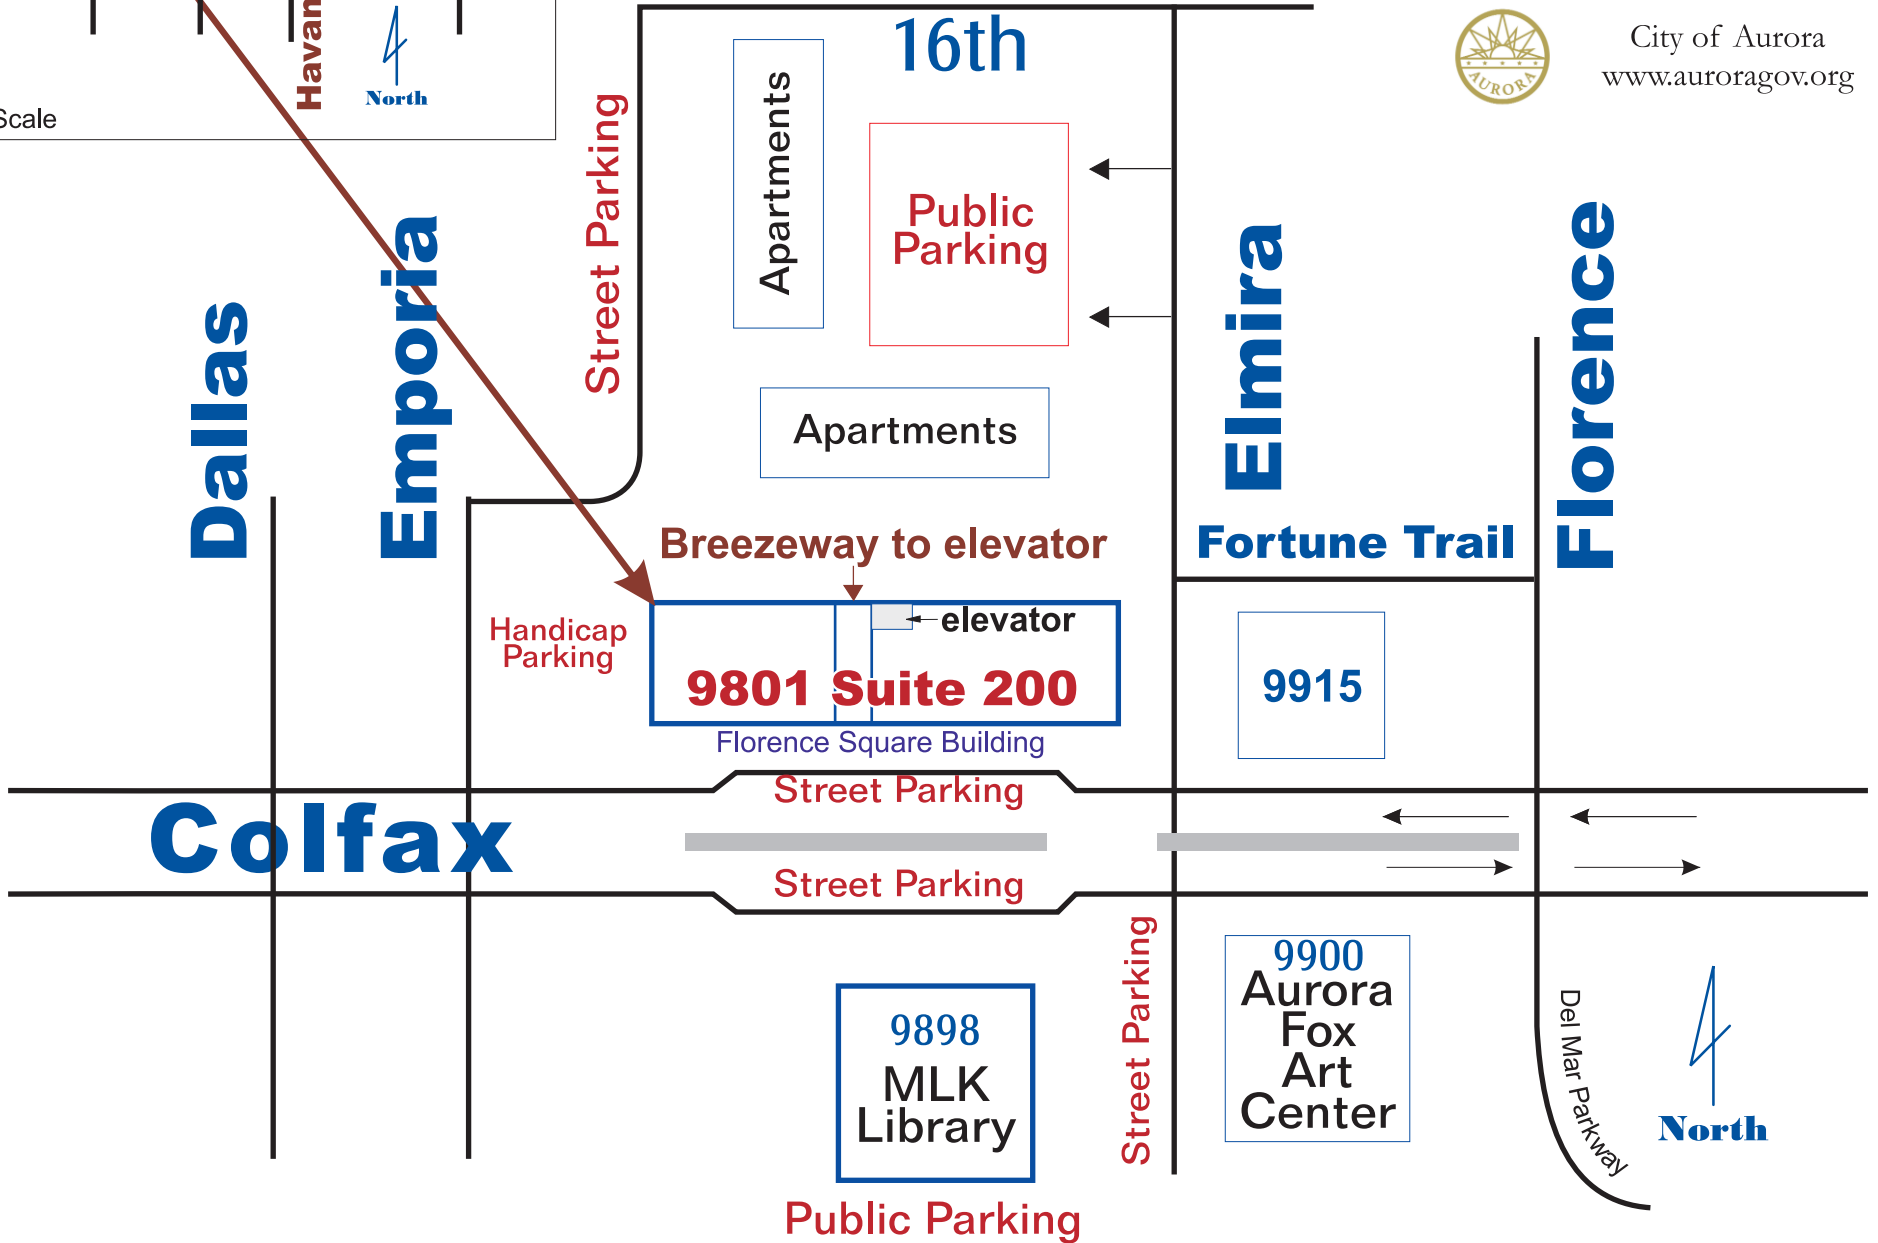 Havan
North
Scale
16th
City of Aurora
www.auroragov.org
AURORA
Apartments
Street Parking
Public
Parking
Dallas
Emporia
Elmira
Florence
Apartments
Breezeway to elevator
Fortune Trail
elevator
Handicap
Parking
9801 Suite 200
9915
Florence Square Building
Street Parking
Colfax
Street Parking
Street Parking
9898
MLK
Library
Public Parking
9900
Aurora
Fox
Art
Center
Del Mar Parkway
North